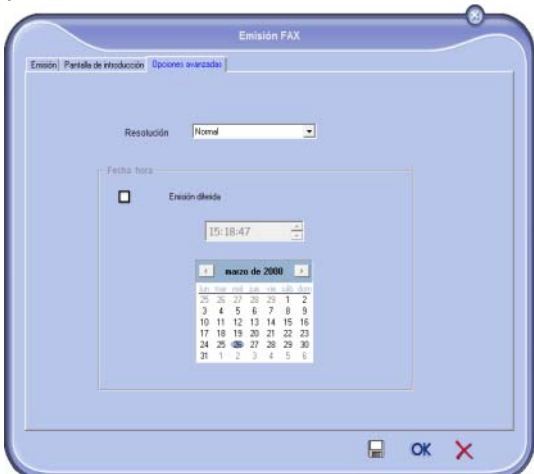 Emisión FAX
Emisión Pantalla de introducción Opciones avanzadas
Resolución Normal
Fecha hora
Emisión diferida
15:18:47
marzo de 2008
lun mar mié jue vie sáb dom
25 26 27 28 29 1 2
3 4 5 6 7 8 9
10 11 12 13 14 15 16
17 18 19 20 21 22 23
24 25 26 27 28 29 30
31 1 2 3 4 5 6
OK